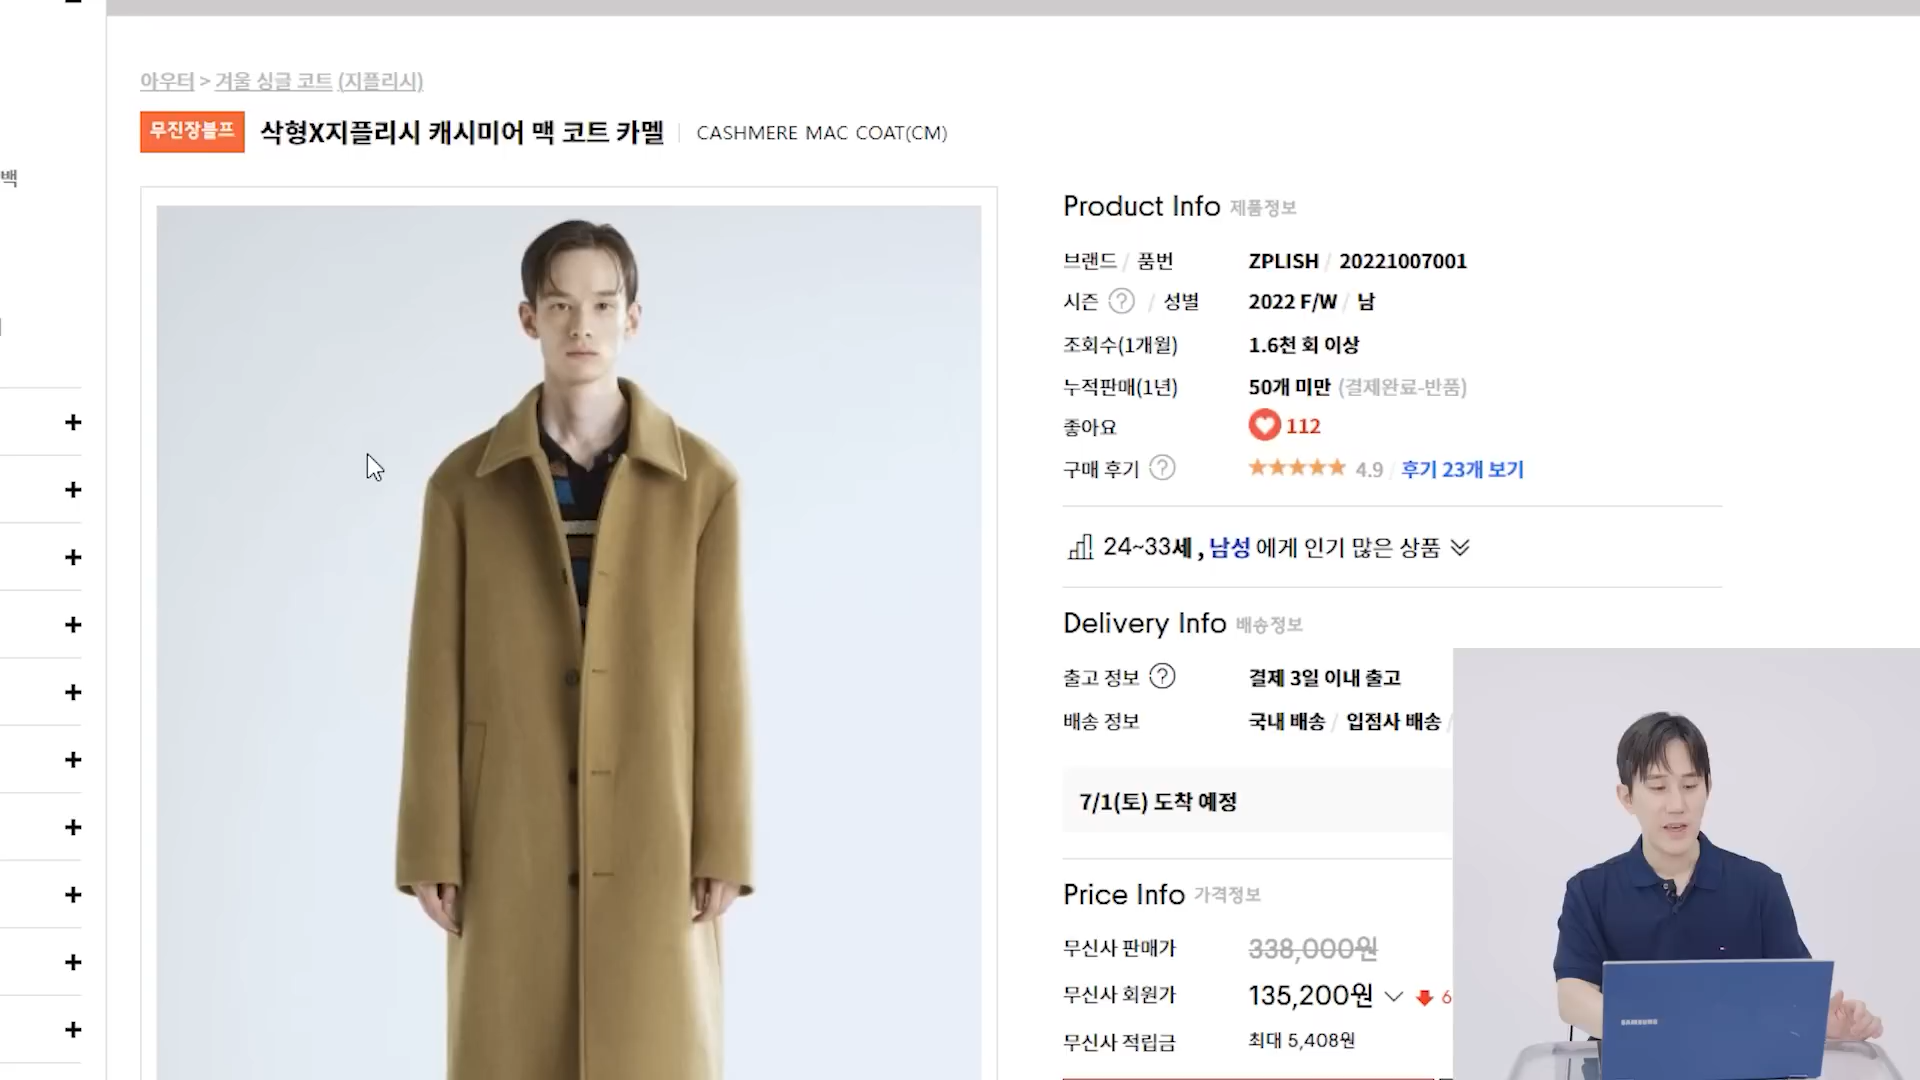 아우터 > 겨울 싱글 코트 (지플리시)
무진장블프 삭형X지플리시 캐시미어 맥 코트 카멜 | CASHMERE MAC COAT(CM)
백
Product Info 제품정보
브랜드 / 품번 ZPLISH / 20221007001
시즌 ? / 성별 2022 F/W / 남
조회수(1개월) 1.6천 회 이상
누적판매(1년) 50개 미만 (결제완료-반품)
좋아요 112
구매 후기 ? ★★★★★ 4.9 / 후기 23개 보기
24~33세 , 남성 에게 인기 많은 상품
Delivery Info 배송정보
출고 정보 ? 결제 3일 이내 출고
배송 정보 국내 배송 / 입점사 배송 /
7/1(토) 도착 예정
Price Info 가격정보
무신사 판매가 338,000원
무신사 회원가 135,200원 6
무신사 적립금 최대 5,408원
SAMSUNG